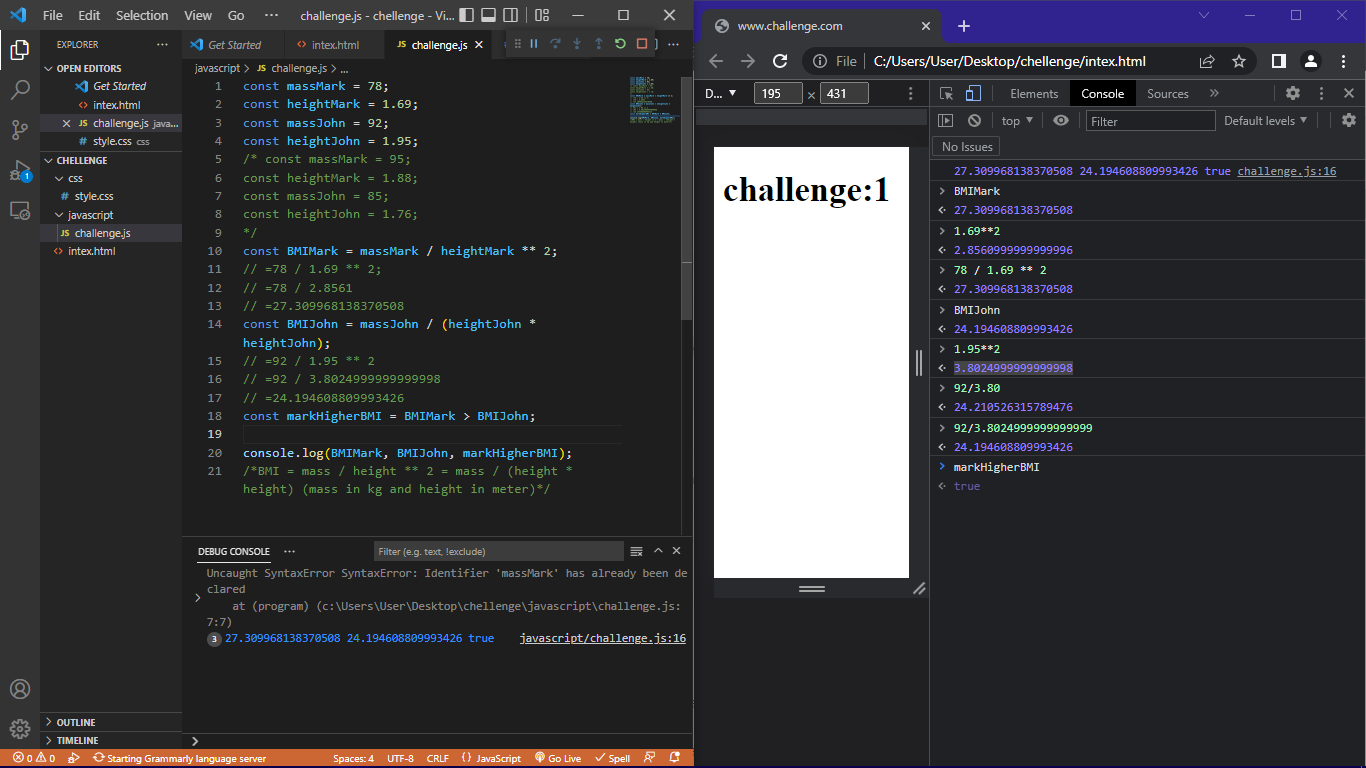 File Edit Selection View Go ··· challenge.js - chellenge - Vi...
EXPLORER ···
OPEN EDITORS
Get Started
intex.html
challenge.js java...
style.css css
CHELLENGE
css
style.css
javascript
challenge.js
intex.html
1
OUTLINE
TIMELINE
Get Started intex.html JS challenge.js
javascript > JS challenge.js > ...
1 const massMark = 78;
2 const heightMark = 1.69;
3 const massJohn = 92;
4 const heightJohn = 1.95;
5 /* const massMark = 95;
6 const heightMark = 1.88;
7 const massJohn = 85;
8 const heightJohn = 1.76;
9 */
10 const BMIMark = massMark / heightMark ** 2;
11 // =78 / 1.69 ** 2;
12 // =78 / 2.8561
13 // =27.309968138370508
14 const BMIJohn = massJohn / (heightJohn *
heightJohn);
15 // =92 / 1.95 ** 2
16 // =92 / 3.8024999999999998
17 // =24.194608809993426
18 const markHigherBMI = BMIMark > BMIJohn;
19
20 console.log(BMIMark, BMIJohn, markHigherBMI);
21 /*BMI = mass / height ** 2 = mass / (height *
height) (mass in kg and height in meter)*/
DEBUG CONSOLE ··· Filter (e.g. text, !exclude)
Uncaught SyntaxError SyntaxError: Identifier 'massMark' has already been de
clared
at (program) (c:\Users\User\Desktop\chellenge\javascript\challenge.js:
7:7)
3 27.309968138370508 24.194608809993426 true javascript/challenge.js:16
0 0 Starting Grammarly language server Spaces: 4 UTF-8 CRLF {} JavaScript Go Live Spell
www.challenge.com
File C:/Users/User/Desktop/chellenge/intex.html
D... 195 × 431
Elements Console Sources »
top Filter Default levels
No Issues
challenge:1
27.309968138370508 24.194608809993426 true challenge.js:16
> BMIMark
27.309968138370508
> 1.69**2
2.8560999999999996
> 78 / 1.69 ** 2
27.309968138370508
> BMIJohn
24.194608809993426
> 1.95**2
3.8024999999999998
> 92/3.80
24.210526315789476
> 92/3.8024999999999999
24.194608809993426
> markHigherBMI
true